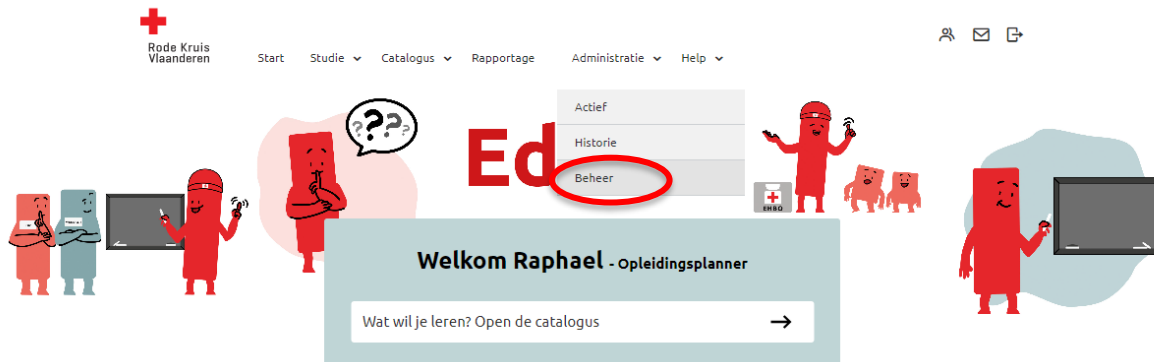 Rode Kruis
Vlaanderen
Start Studie Catalogus Rapportage Administratie Help
Actief
Historie
Beheer
???? 
Ed
EHBO
Welkom Raphael - Opleidingsplanner
Wat wil je leren? Open de catalogus